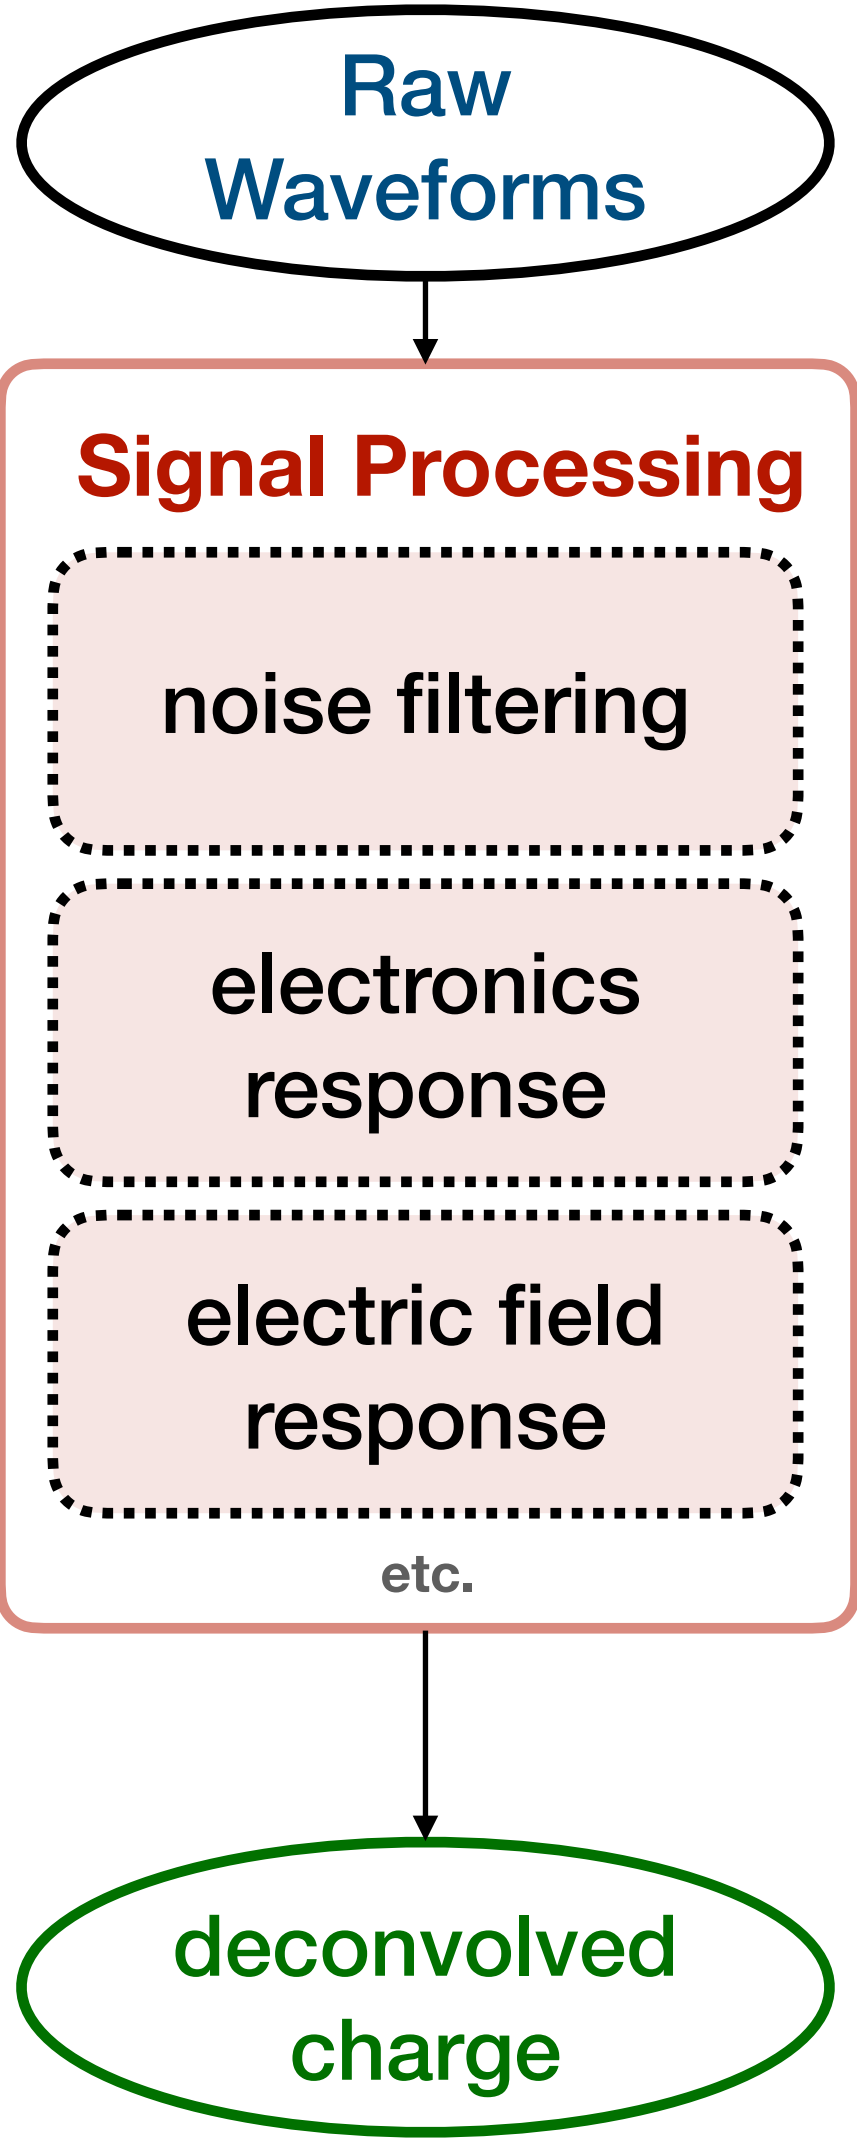 Raw
Waveforms
Signal Processing
noise filtering
electronics
response
electric field
response
etc.
deconvolved
charge